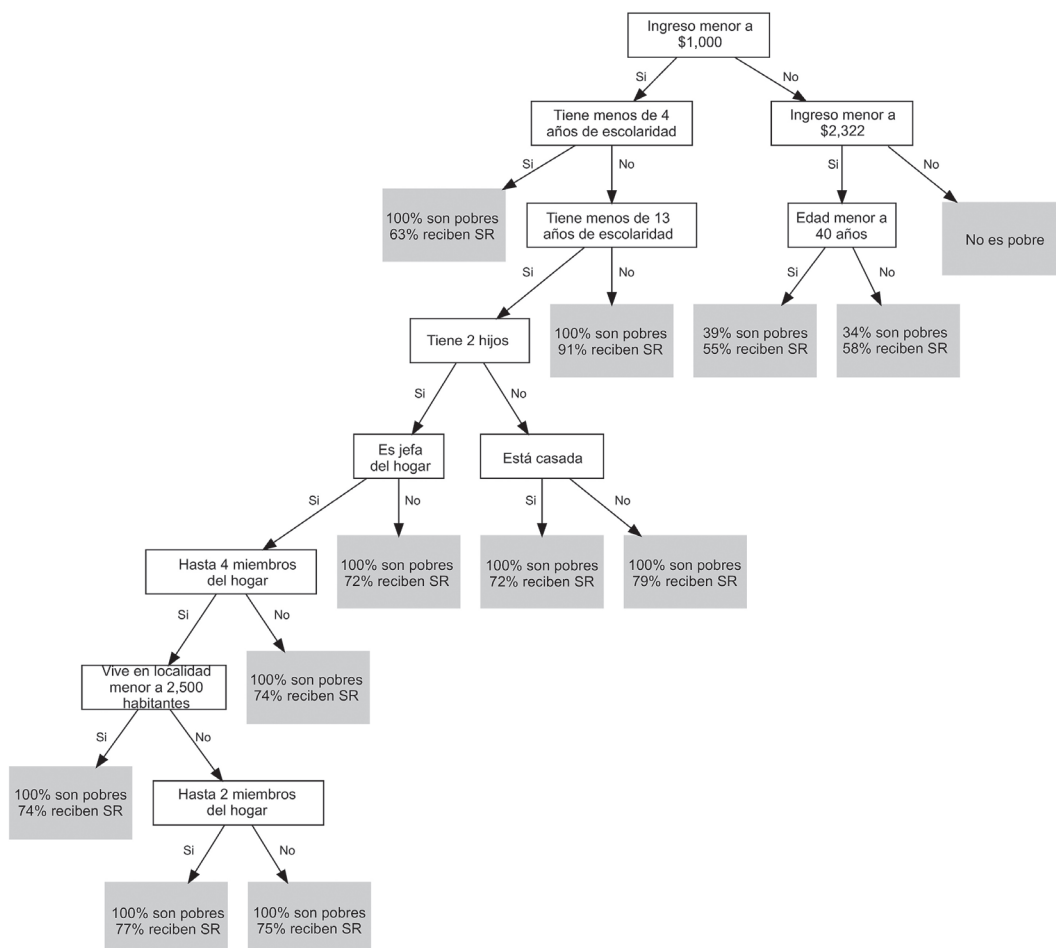 Ingreso menor a
$1,000
Si
No
Tiene menos de 4
años de escolaridad
Ingreso menor a
$2,322
Si
No
Si
No
100% son pobres
63% reciben SR
Tiene menos de 13
años de escolaridad
Edad menor a
40 años
No es pobre
Si
No
Si
No
Tiene 2 hijos
100% son pobres
91% reciben SR
39% son pobres
55% reciben SR
34% son pobres
58% reciben SR
Si
No
Es jefa
del hogar
Está casada
Si
No
Si
No
Hasta 4 miembros
del hogar
100% son pobres
72% reciben SR
100% son pobres
72% reciben SR
100% son pobres
79% reciben SR
Si
No
Vive en localidad
menor a 2,500
habitantes
100% son pobres
74% reciben SR
Si
No
100% son pobres
74% reciben SR
Hasta 2 miembros
del hogar
Si
No
100% son pobres
77% reciben SR
100% son pobres
75% reciben SR